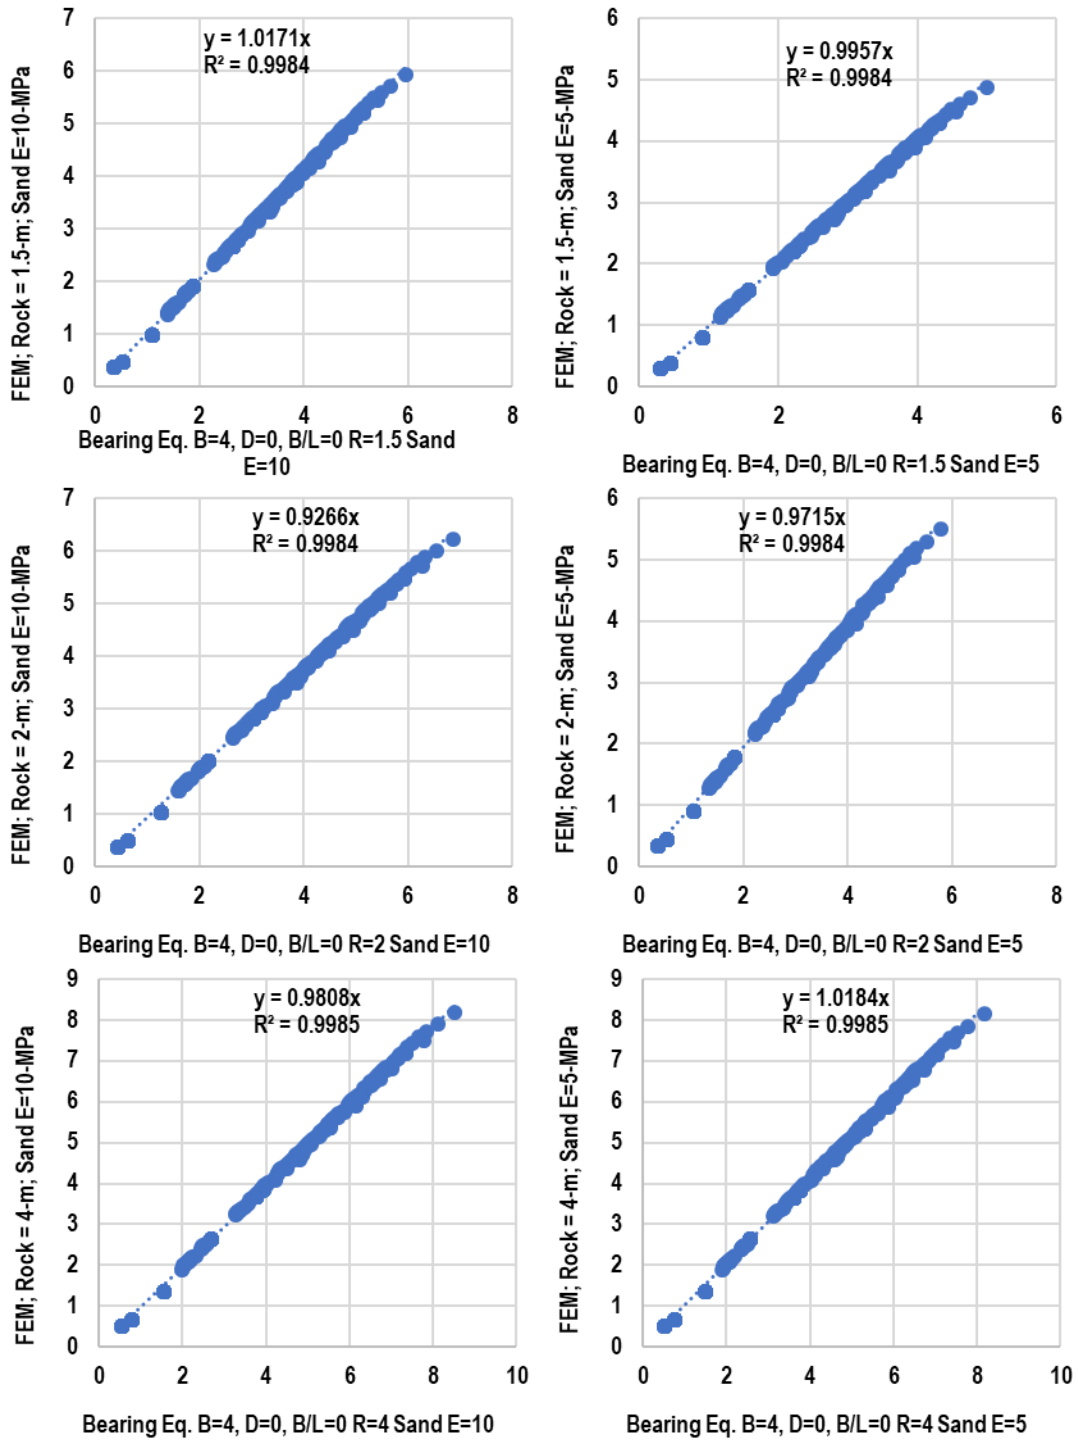 7
6
5
4
3
2
1
0
FEM; Rock = 1.5-m; Sand E=10-MPa
y = 1.0171x
R² = 0.9984
0 2 4 6 8
Bearing Eq. B=4, D=0, B/L=0 R=1.5 Sand
E=10
6
5
4
3
2
1
0
FEM; Rock = 1.5-m; Sand E=5-MPa
y = 0.9957x
R² = 0.9984
0 2 4 6
Bearing Eq. B=4, D=0, B/L=0 R=1.5 Sand E=5
7
6
5
4
3
2
1
0
FEM; Rock = 2-m; Sand E=10-MPa
y = 0.9266x
R² = 0.9984
0 2 4 6 8
Bearing Eq. B=4, D=0, B/L=0 R=2 Sand E=10
6
5
4
3
2
1
0
FEM; Rock = 2-m; Sand E=5-MPa
y = 0.9715x
R² = 0.9984
0 2 4 6 8
Bearing Eq. B=4, D=0, B/L=0 R=2 Sand E=5
9
8
7
6
5
4
3
2
1
0
FEM; Rock = 4-m; Sand E=10-MPa
y = 0.9808x
R² = 0.9985
0 2 4 6 8 10
Bearing Eq. B=4, D=0, B/L=0 R=4 Sand E=10
9
8
7
6
5
4
3
2
1
0
FEM; Rock = 4-m; Sand E=5-MPa
y = 1.0184x
R² = 0.9985
0 2 4 6 8 10
Bearing Eq. B=4, D=0, B/L=0 R=4 Sand E=5